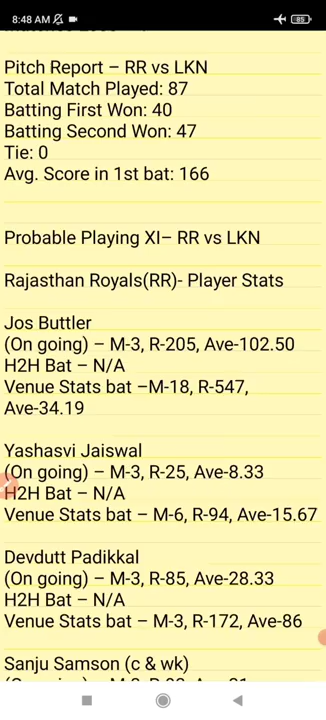 8:48 AM
85
Pitch Report – RR vs LKN
Total Match Played: 87
Batting First Won: 40
Batting Second Won: 47
Tie: 0
Avg. Score in 1st bat: 166
Probable Playing XI– RR vs LKN
Rajasthan Royals(RR)- Player Stats
Jos Buttler
(On going) – M-3, R-205, Ave-102.50
H2H Bat – N/A
Venue Stats bat –M-18, R-547,
Ave-34.19
Yashasvi Jaiswal
(On going) – M-3, R-25, Ave-8.33
H2H Bat – N/A
Venue Stats bat – M-6, R-94, Ave-15.67
Devdutt Padikkal
(On going) – M-3, R-85, Ave-28.33
H2H Bat – N/A
Venue Stats bat – M-3, R-172, Ave-86
Sanju Samson (c & wk)